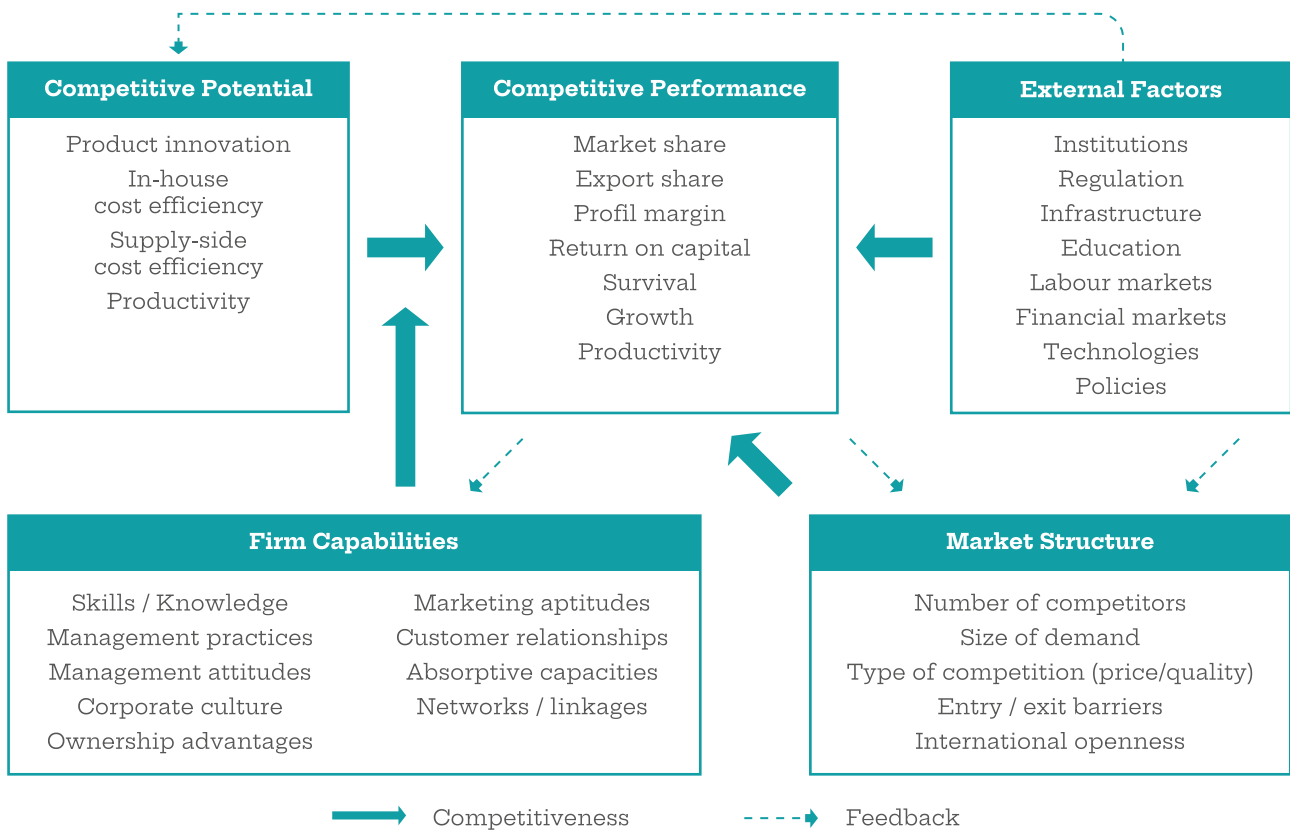 Competitive Potential
Product innovation
In-house
cost efficiency
Supply-side
cost efficiency
Productivity
Competitive Performance
Market share
Export share
Profil margin
Return on capital
Survival
Growth
Productivity
External Factors
Institutions
Regulation
Infrastructure
Education
Labour markets
Financial markets
Technologies
Policies
Firm Capabilities
Skills / Knowledge
Management practices
Management attitudes
Corporate culture
Ownership advantages
Marketing aptitudes
Customer relationships
Absorptive capacities
Networks / linkages
Market Structure
Number of competitors
Size of demand
Type of competition (price/quality)
Entry / exit barriers
International openness
Competitiveness
Feedback